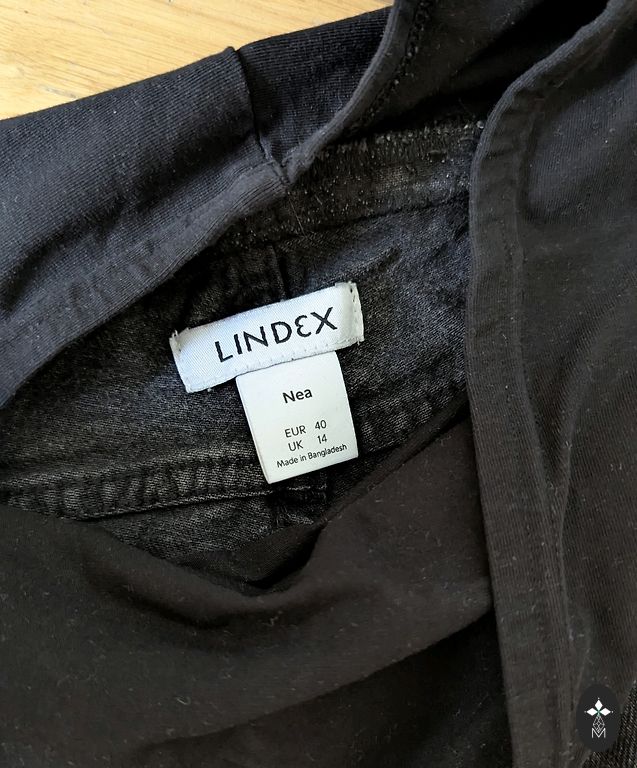 LINDEX
Nea
EUR 40
UK 14
Made in Bangladesh
M